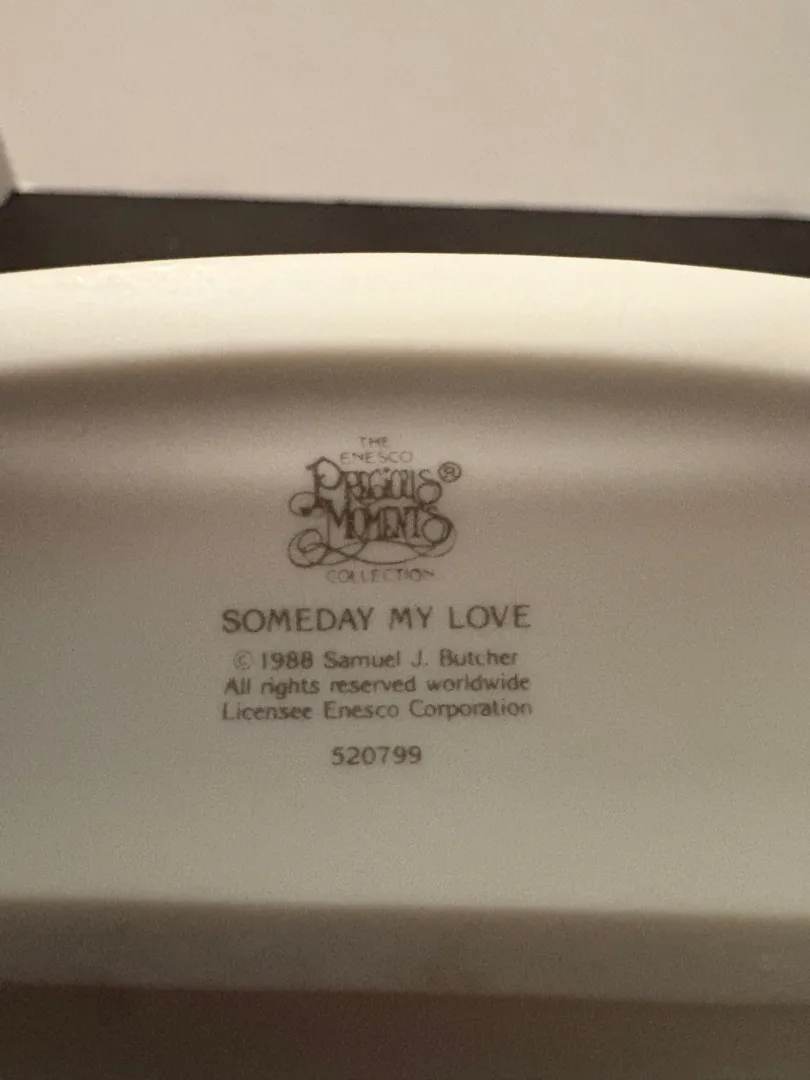 THE
ENESCO
PRECIOUS®
MOMENTS
COLLECTION
SOMEDAY MY LOVE
© 1988 Samuel J. Butcher
All rights reserved worldwide
Licensee Enesco Corporation
520799